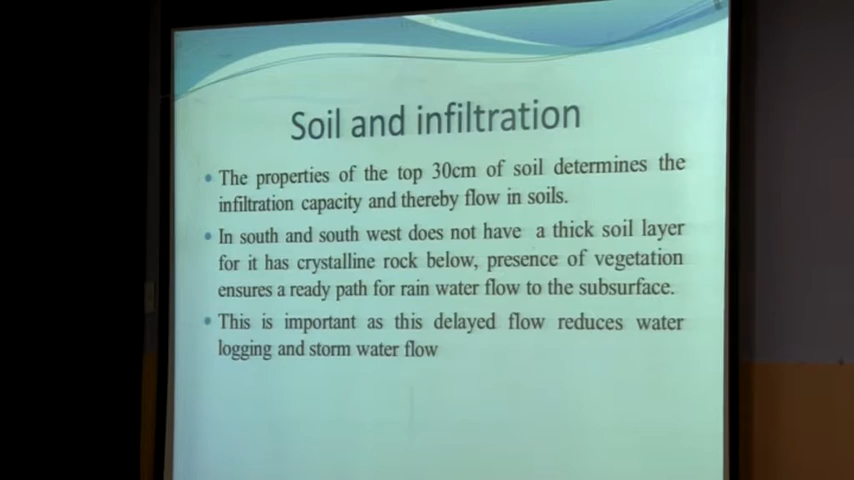 Soil and infiltration
• The properties of the top 30cm of soil determines the
infiltration capacity and thereby flow in soils.
• In south and south west does not have a thick soil layer
for it has crystalline rock below, presence of vegetation
ensures a ready path for rain water flow to the subsurface.
• This is important as this delayed flow reduces water
logging and storm water flow